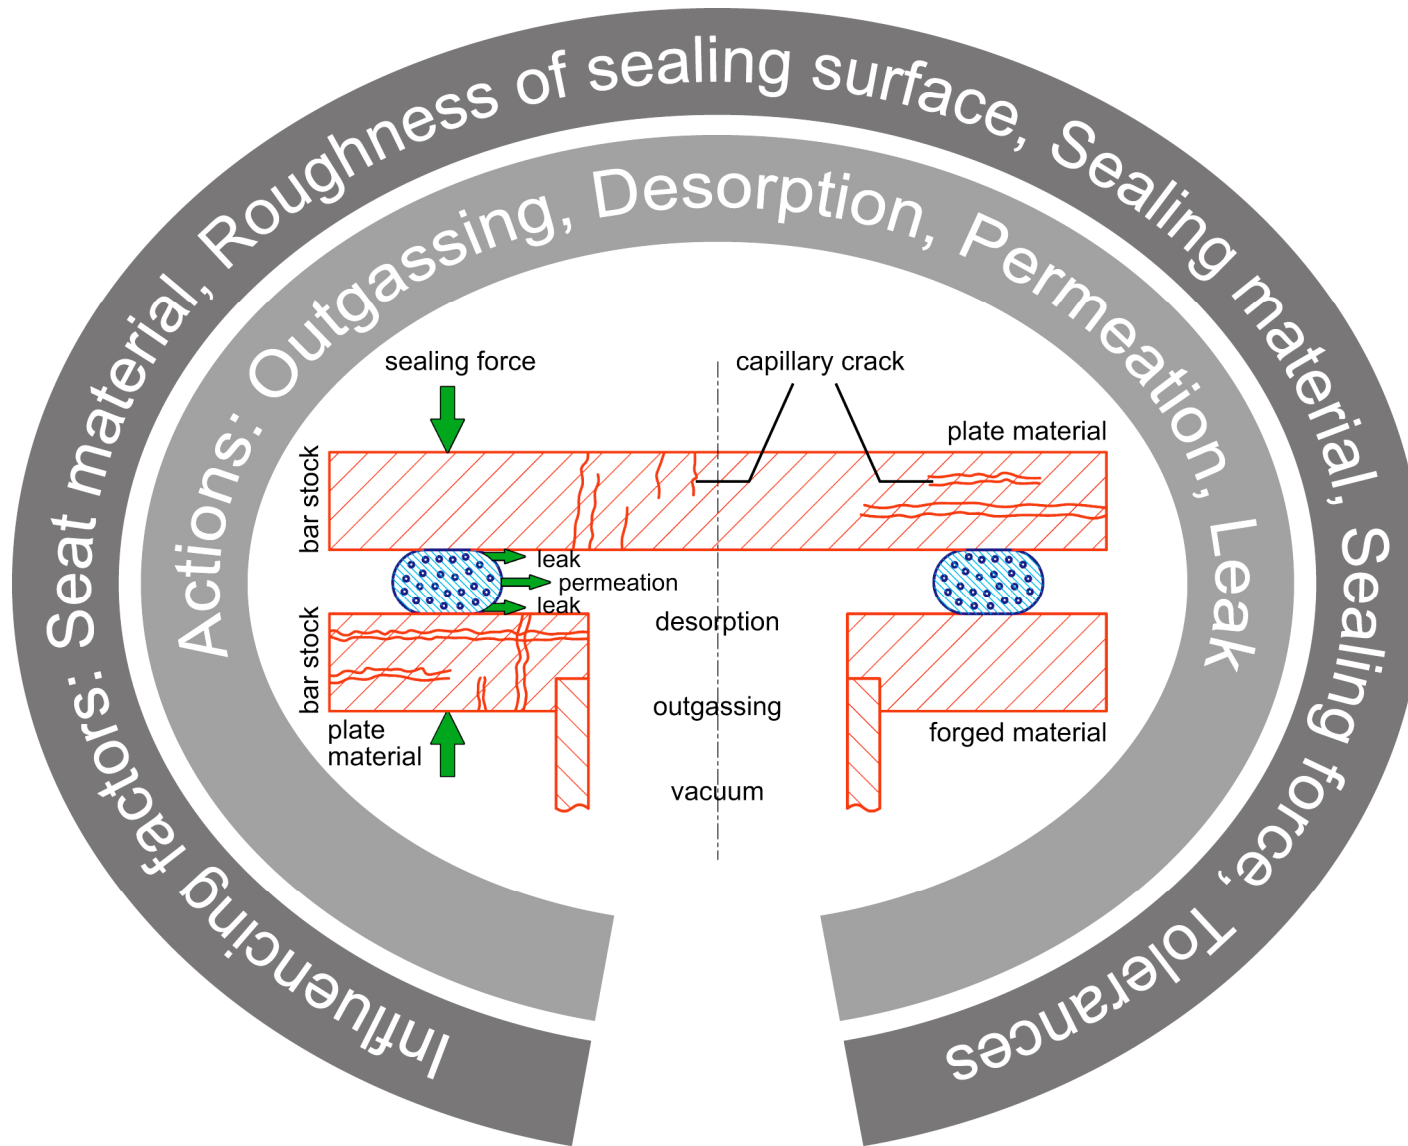 Influencing factors: Seat material, Roughness of sealing surface, Sealing material, Sealing force, Tolerances
Actions: Outgassing, Desorption, Permeation, Leak
sealing force
capillary crack
plate material
bar stock
leak
permeation
leak
desorption
bar stock
outgassing
plate
material
forged material
vacuum